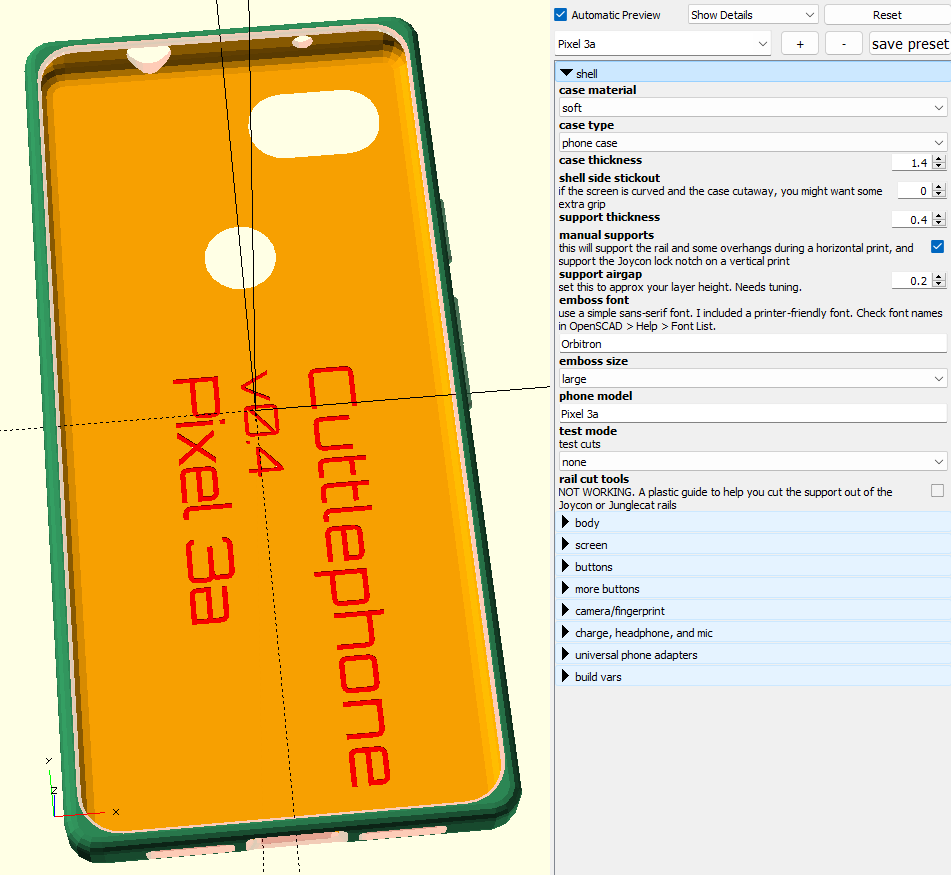 Automatic Preview
Show Details
Reset
Pixel 3a
+
-
save preset
shell
case material
soft
case type
phone case
case thickness
1.4
shell side stickout
if the screen is curved and the case cutaway, you might want some
extra grip
0
support thickness
0.4
manual supports
this will support the rail and some overhangs during a horizontal print, and
support the Joycon lock notch on a vertical print
support airgap
set this to approx your layer height. Needs tuning.
0.2
emboss font
use a simple sans-serif font. I included a printer-friendly font. Check font names
in OpenSCAD > Help > Font List.
Orbitron
emboss size
large
phone model
Pixel 3a
test mode
test cuts
none
rail cut tools
NOT WORKING. A plastic guide to help you cut the support out of the
Joycon or Junglecat rails
body
screen
buttons
more buttons
camera/fingerprint
charge, headphone, and mic
universal phone adapters
build vars
Cuttlephone
v0.4
Pixel 3a
Y
Z
X